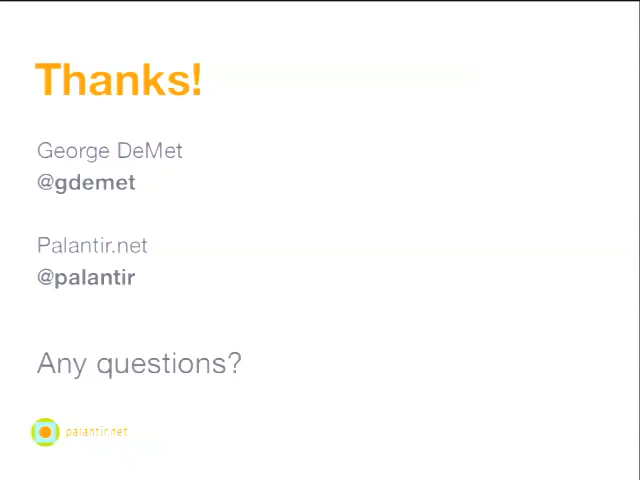 Thanks!
George DeMet
@gdemet
Palantir.net
@palantir
Any questions?
palantir.net